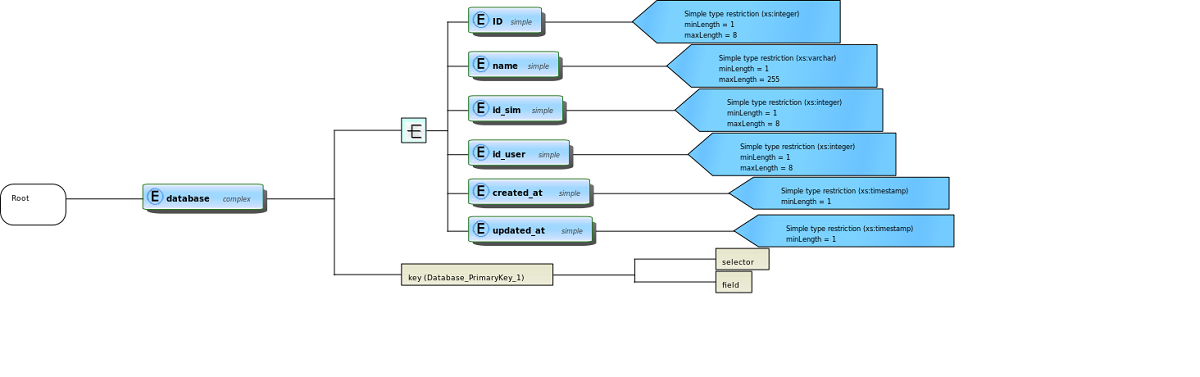 E ID simple
Simple type restriction (xs:integer)
minLength = 1
maxLength = 8
E name simple
Simple type restriction (xs:varchar)
minLength = 1
maxLength = 255
E id_sim simple
Simple type restriction (xs:integer)
minLength = 1
maxLength = 8
E id_user simple
Simple type restriction (xs:integer)
minLength = 1
maxLength = 8
Root
E database complex
E created_at simple
Simple type restriction (xs:timestamp)
minLength = 1
E updated_at simple
Simple type restriction (xs:timestamp)
minLength = 1
key (Database_PrimaryKey_1)
selector
field